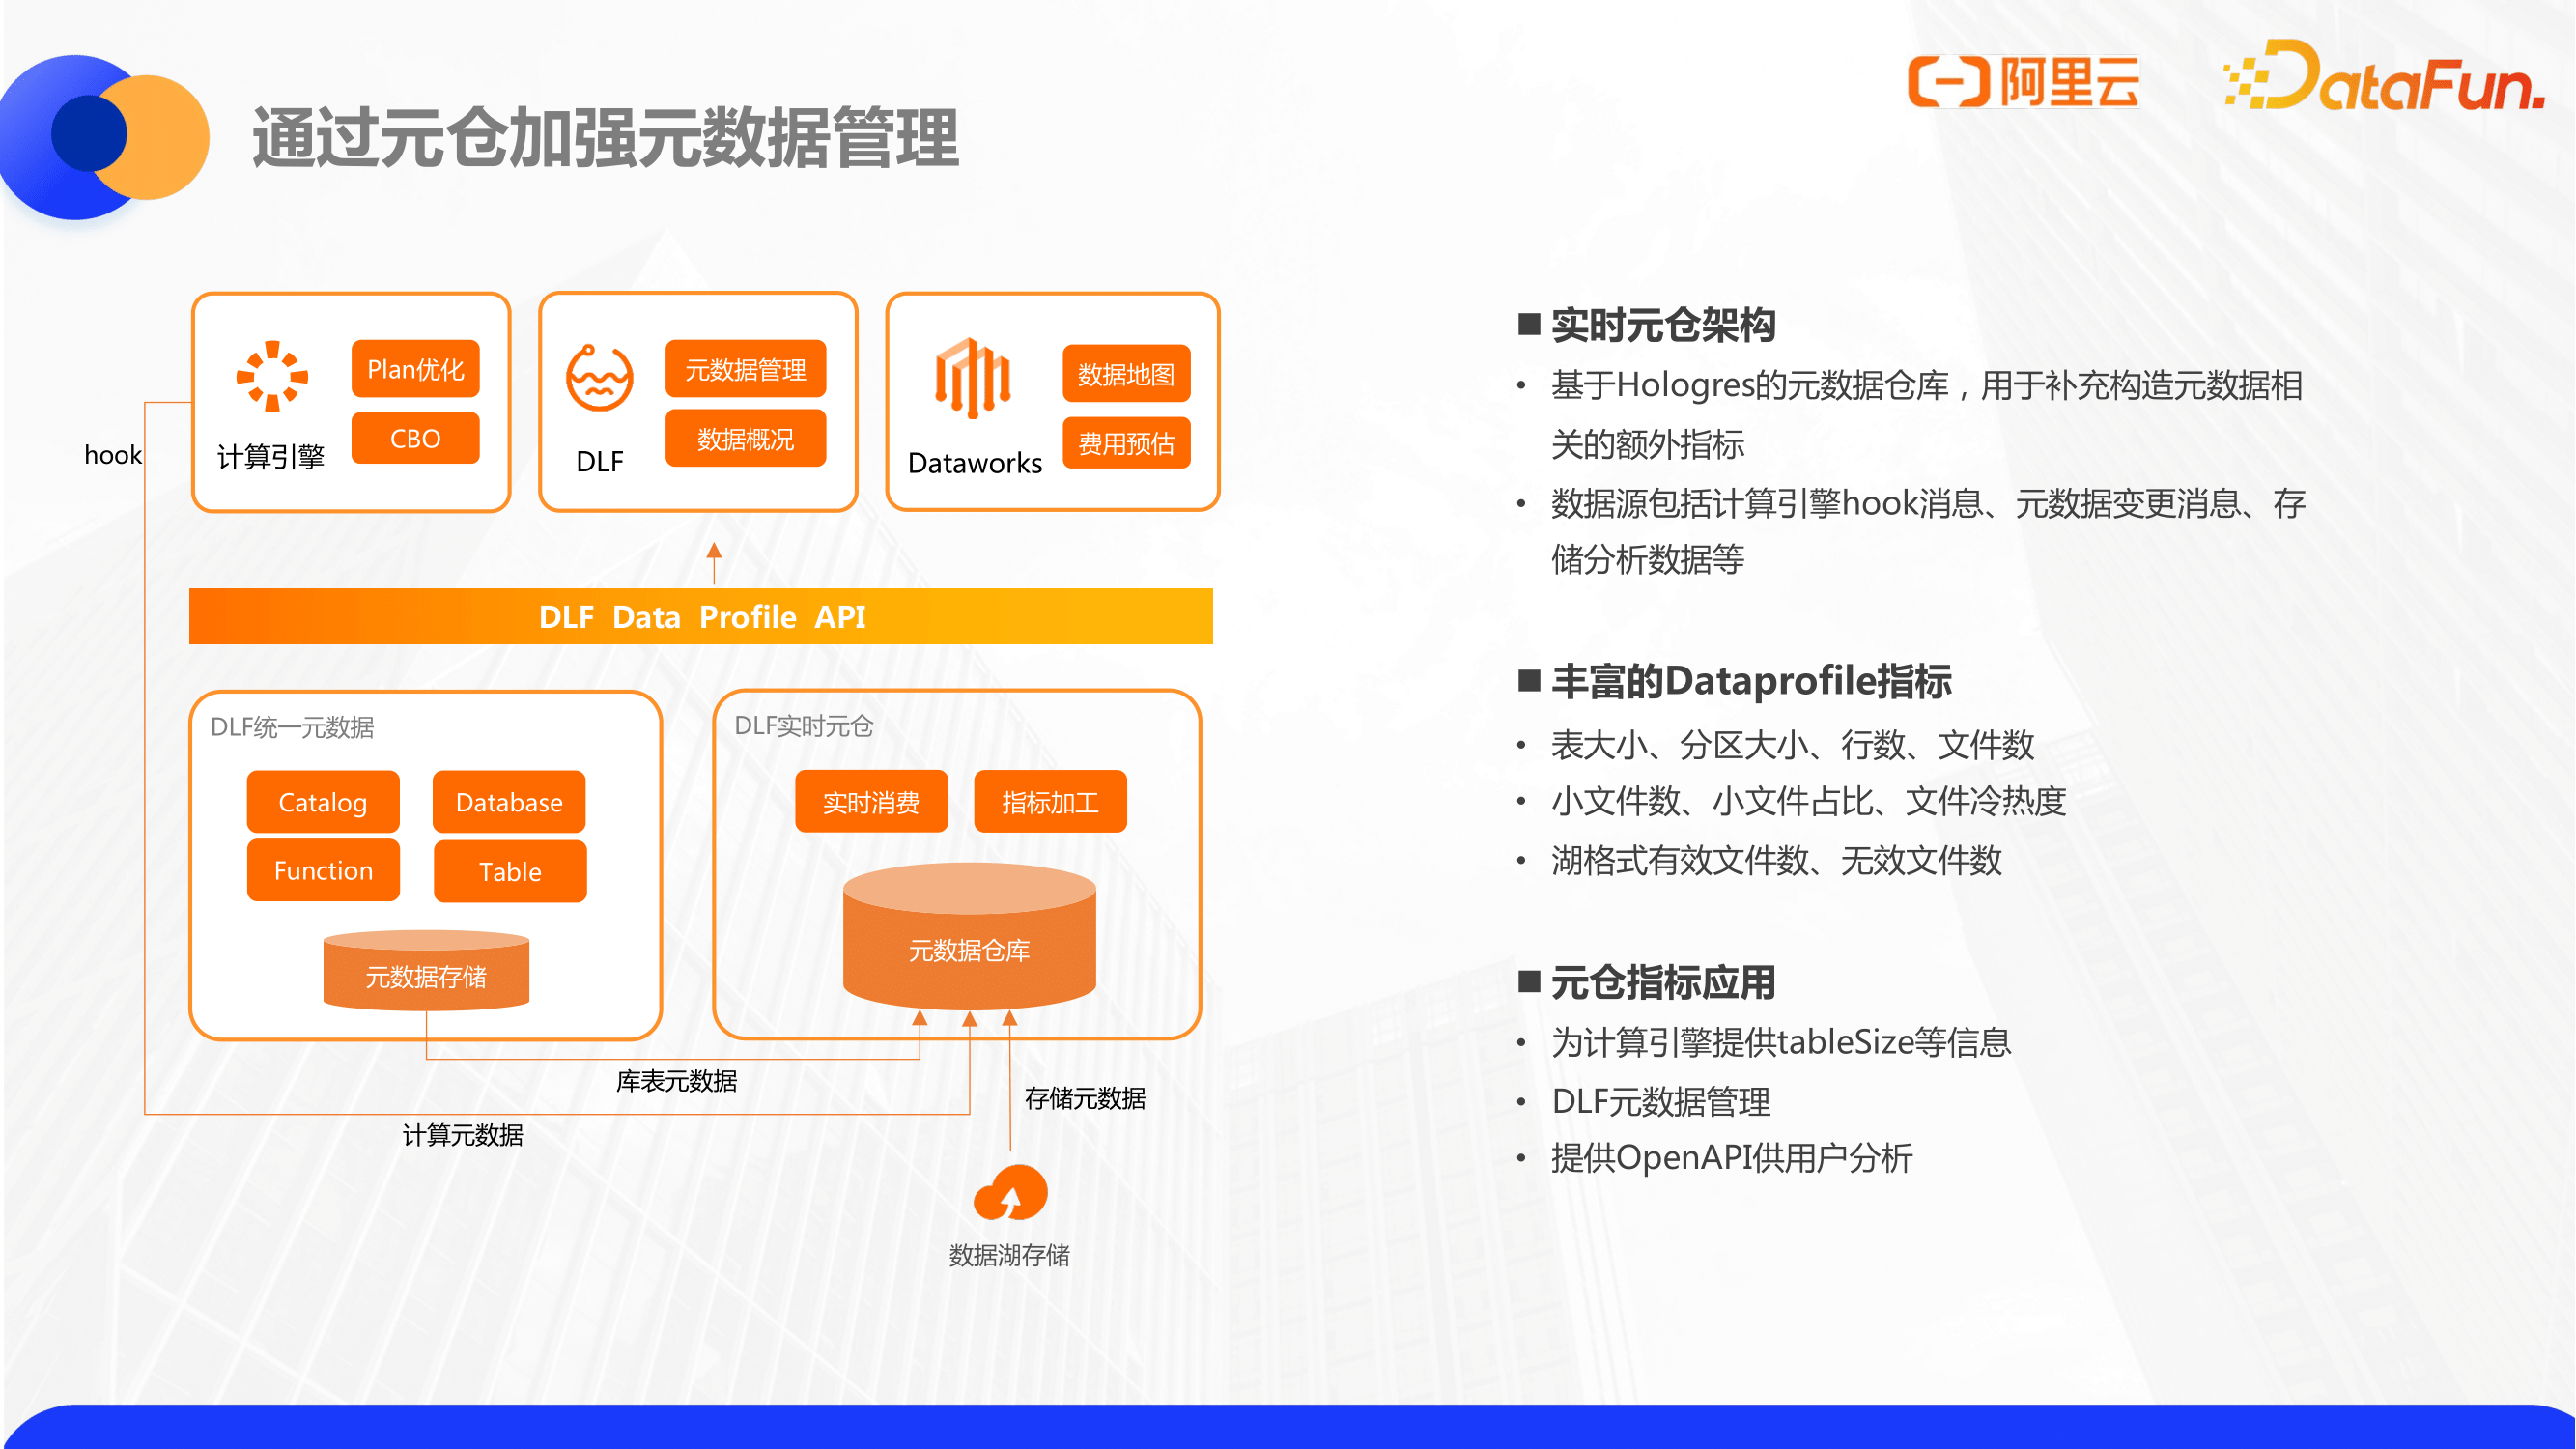 通过元仓加强元数据管理
阿里云
DataFun.
hook
计算引擎
Plan优化
CBO
DLF
元数据管理
数据概况
Dataworks
数据地图
费用预估
DLF Data Profile API
DLF统一元数据
Catalog
Database
Function
Table
元数据存储
DLF实时元仓
实时消费
指标加工
元数据仓库
库表元数据
计算元数据
存储元数据
数据湖存储
■ 实时元仓架构
• 基于Hologres的元数据仓库，用于补充构造元数据相
关的额外指标
• 数据源包括计算引擎hook消息、元数据变更消息、存
储分析数据等
■ 丰富的Dataprofile指标
• 表大小、分区大小、行数、文件数
• 小文件数、小文件占比、文件冷热度
• 湖格式有效文件数、无效文件数
■ 元仓指标应用
• 为计算引擎提供tableSize等信息
• DLF元数据管理
• 提供OpenAPI供用户分析